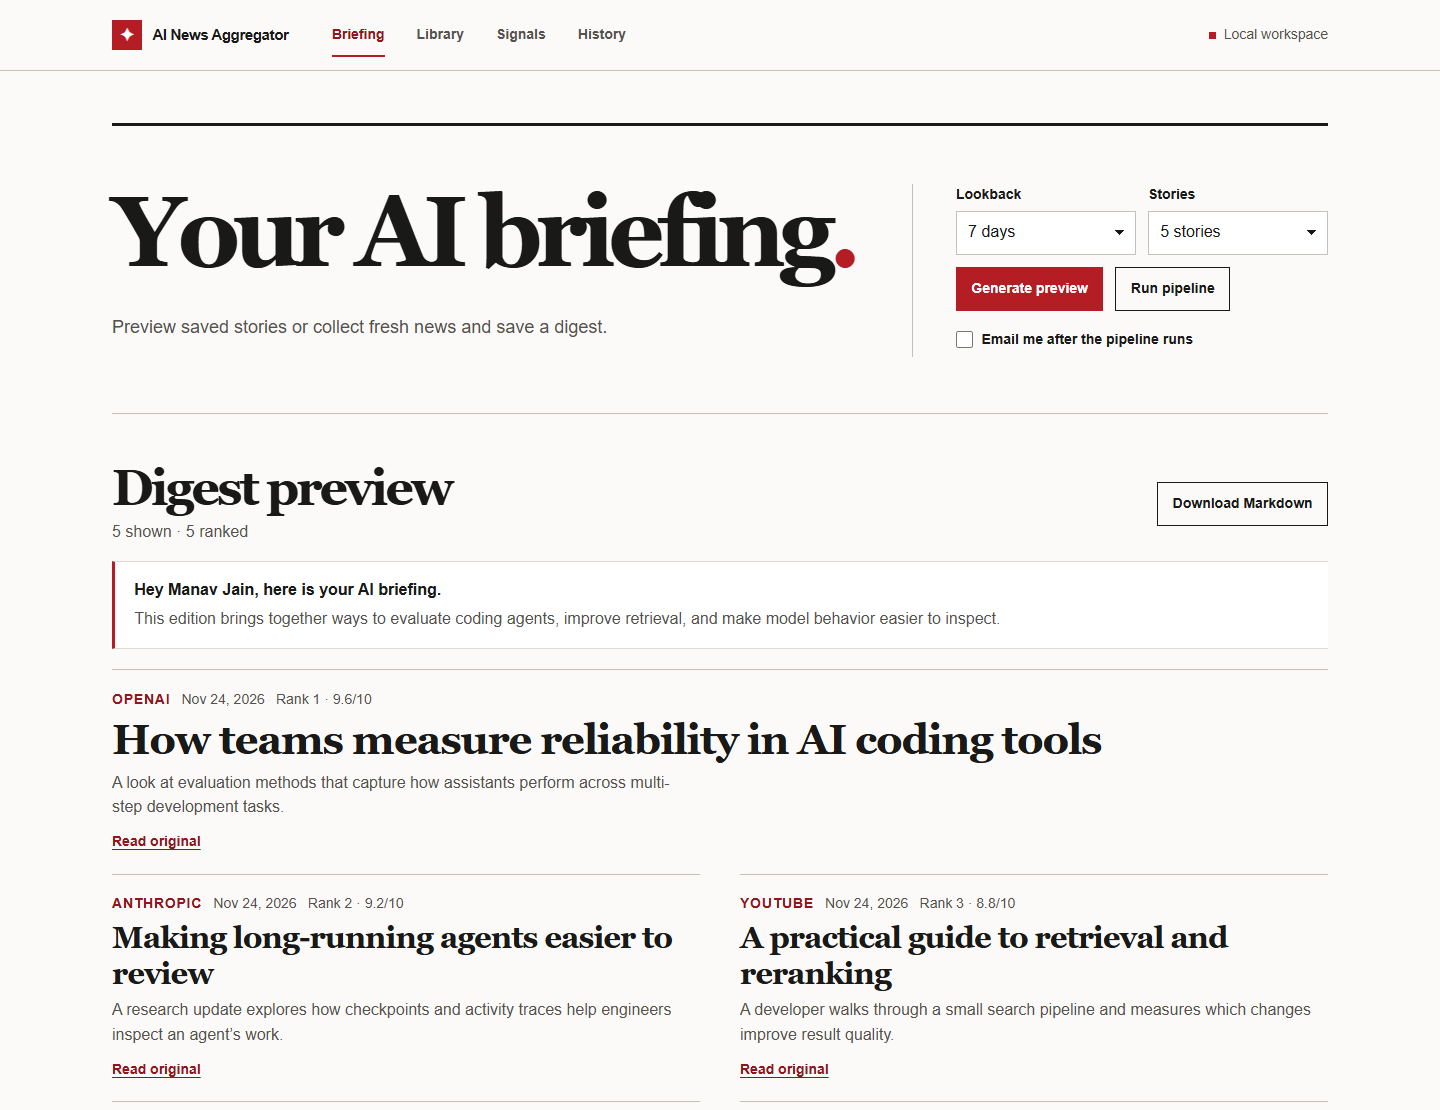 AI News Aggregator
Briefing
Library
Signals
History
Local workspace
Your AI briefing.
Preview saved stories or collect fresh news and save a digest.
Lookback
Stories
7 days
5 stories
Generate preview
Run pipeline
Email me after the pipeline runs
Digest preview
5 shown · 5 ranked
Download Markdown
Hey Manav Jain, here is your AI briefing.
This edition brings together ways to evaluate coding agents, improve retrieval, and make model behavior easier to inspect.
OPENAI Nov 24, 2026 Rank 1 · 9.6/10
How teams measure reliability in AI coding tools
A look at evaluation methods that capture how assistants perform across multi-
step development tasks.
Read original
ANTHROPIC Nov 24, 2026 Rank 2 · 9.2/10
Making long-running agents easier to
review
A research update explores how checkpoints and activity traces help engineers
inspect an agent’s work.
Read original
YOUTUBE Nov 24, 2026 Rank 3 · 8.8/10
A practical guide to retrieval and
reranking
A developer walks through a small search pipeline and measures which changes
improve result quality.
Read original